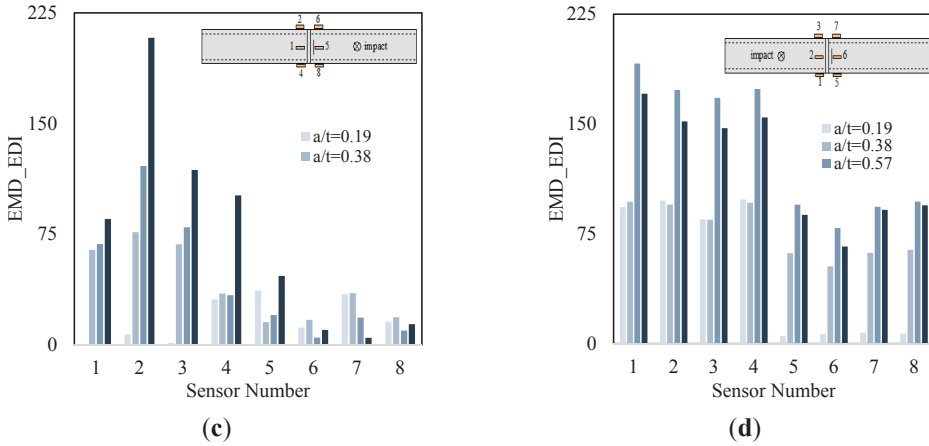 225
150
75
0
EMD_EDI
2 6
1 5 impact
4 8
a/t=0.19
a/t=0.38
1 2 3 4 5 6 7 8
Sensor Number
(c)
225
150
75
0
EMD_EDI
3 7
impact 2 6
1 5
a/t=0.19
a/t=0.38
a/t=0.57
1 2 3 4 5 6 7 8
Sensor Number
(d)